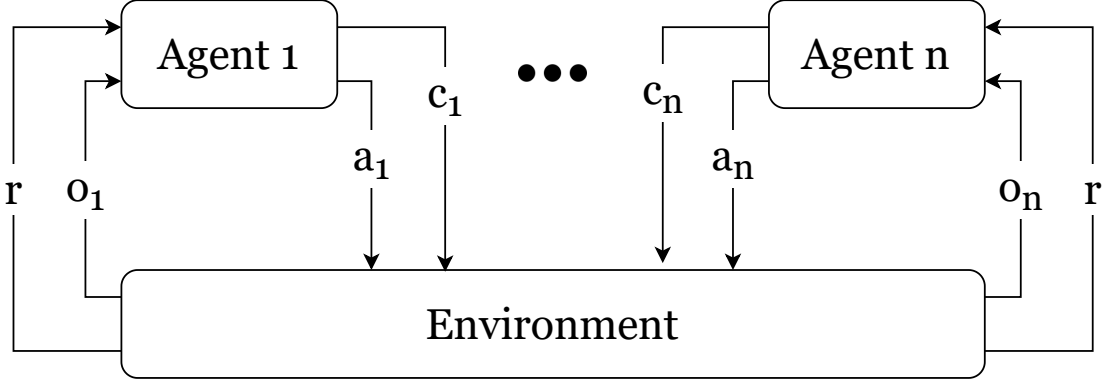 Agent 1
Agent n
c₁
cₙ
a₁
aₙ
r
o₁
oₙ
r
Environment